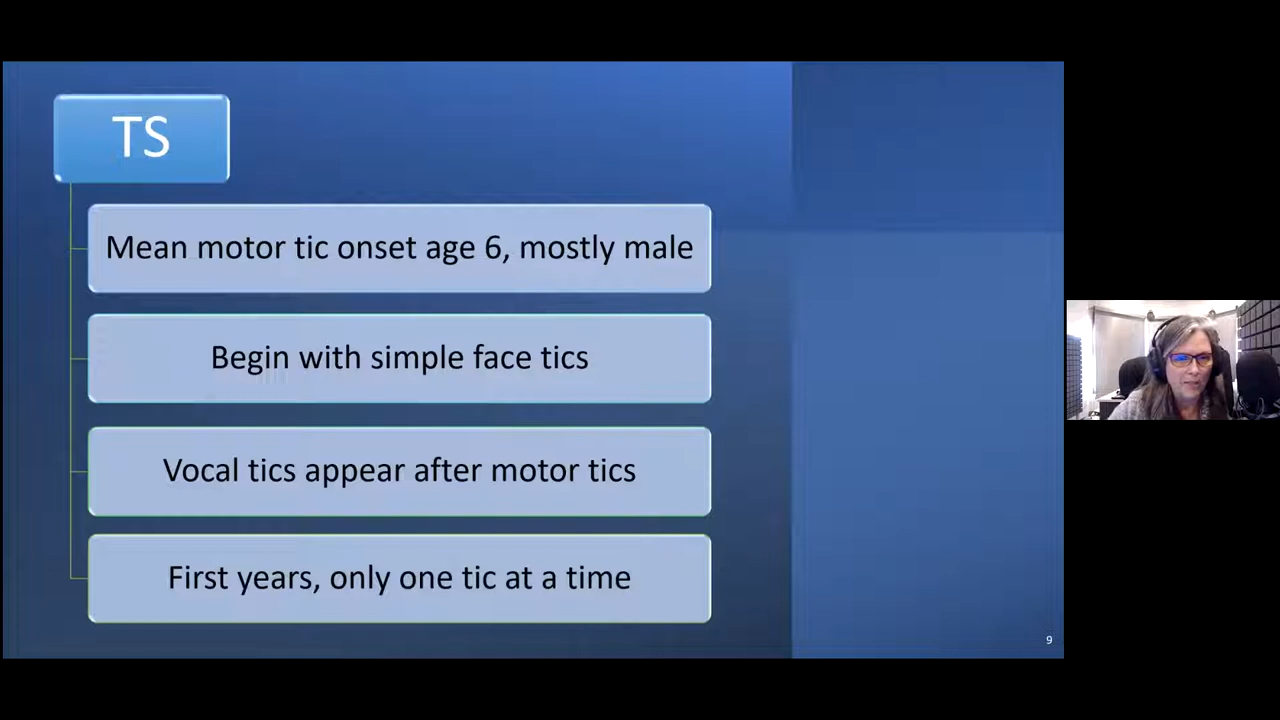 TS
Mean motor tic onset age 6, mostly male
Begin with simple face tics
Vocal tics appear after motor tics
First years, only one tic at a time
9